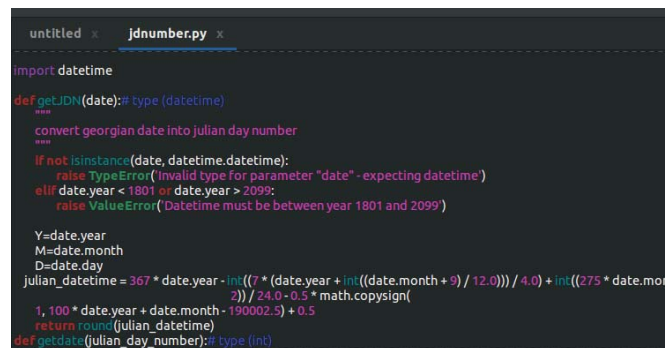 untitled x jdnumber.py x
import datetime
def getJDN(date):# type (datetime)
"""
convert georgian date into julian day number
"""
if not isinstance(date, datetime.datetime):
raise TypeError('Invalid type for parameter "date" - expecting datetime')
elif date.year < 1801 or date.year > 2099:
raise ValueError('Datetime must be between year 1801 and 2099')
Y=date.year
M=date.month
D=date.day
julian_datetime = 367 * date.year - int((7 * (date.year + int((date.month + 9) / 12.0))) / 4.0) + int((275 * date.mon
2)) / 24.0 - 0.5 * math.copysign(
1, 100 * date.year + date.month - 190002.5) + 0.5
return round(julian_datetime)
def getdate(julian_day_number):# type (int)